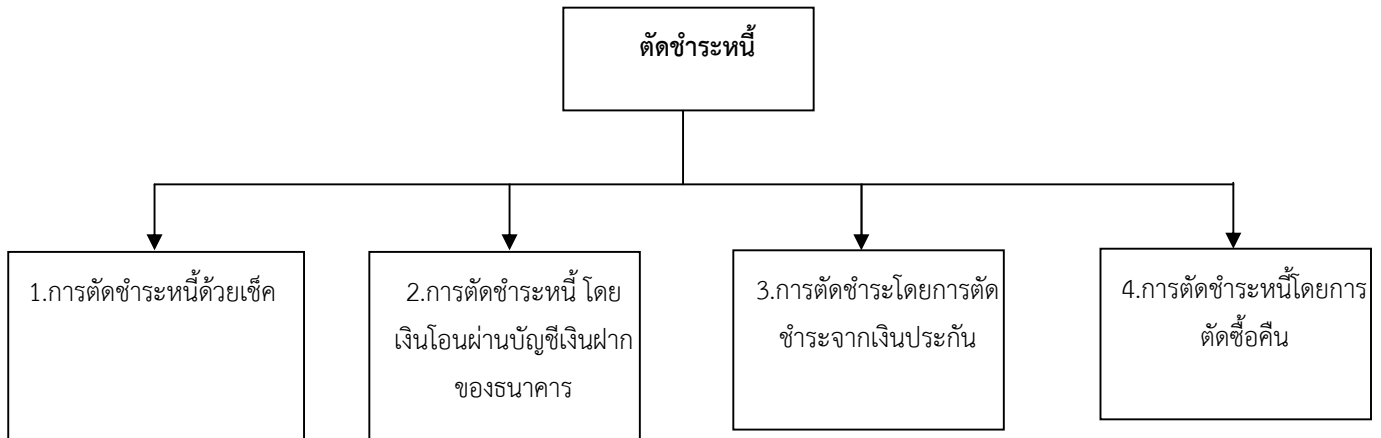 ตัดชำระหนี้
1.การตัดชำระหนี้ด้วยเช็ค
2.การตัดชำระหนี้ โดย
เงินโอนผ่านบัญชีเงินฝาก
ของธนาคาร
3.การตัดชำระโดยการตัด
ชำระจากเงินประกัน
4.การตัดชำระหนี้โดยการ
ตัดซื้อคืน